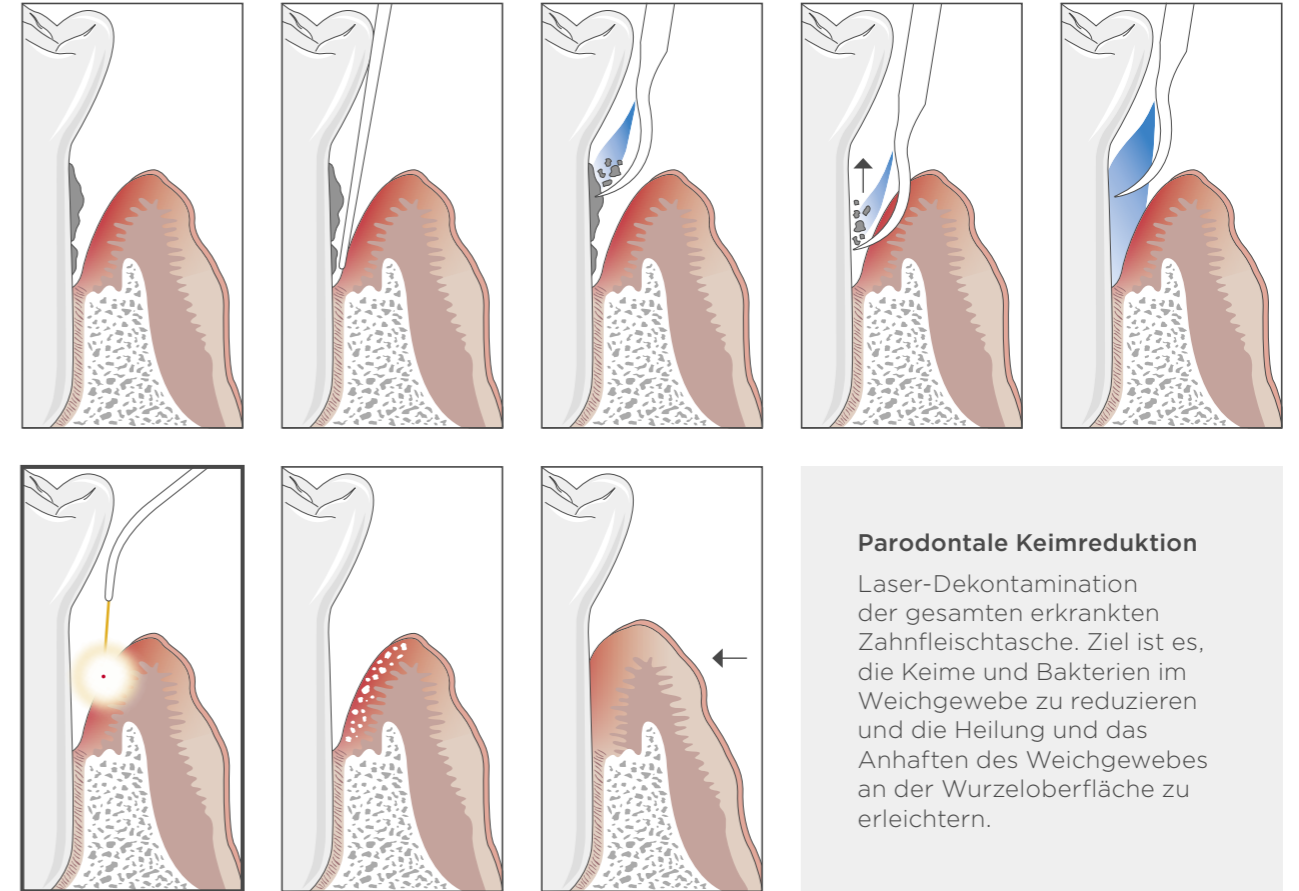 Parodontale Keimreduktion
Laser-Dekontamination
der gesamten erkrankten
Zahnfleischtasche. Ziel ist es,
die Keime und Bakterien im
Weichgewebe zu reduzieren
und die Heilung und das
Anhaften des Weichgewebes
an der Wurzeloberfläche zu
erleichtern.